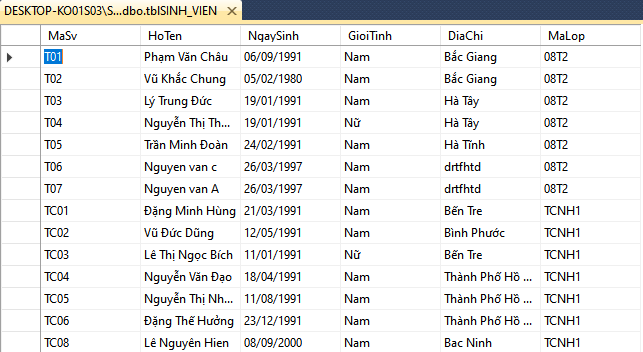 DESKTOP-KO01S03\S...dbo.tblSINH_VIEN
MaSv HoTen NgaySinh GioiTinh DiaChi MaLop
T01 Phạm Văn Châu 06/09/1991 Nam Bắc Giang 08T2
T02 Vũ Khắc Chung 05/02/1980 Nam Bắc Giang 08T2
T03 Lý Trung Đức 19/01/1991 Nam Hà Tây 08T2
T04 Nguyễn Thị Th... 19/01/1991 Nữ Hà Tây 08T2
T05 Trần Minh Đoàn 24/02/1991 Nam Hà Tĩnh 08T2
T06 Nguyen van c 26/03/1997 Nam drtfhtd 08T2
T07 Nguyen van A 26/03/1997 Nam drtfhtd 08T2
TC01 Đặng Minh Hùng 21/03/1991 Nam Bến Tre TCNH1
TC02 Vũ Đức Dũng 12/05/1991 Nam Bình Phước TCNH1
TC03 Lê Thị Ngọc Bích 11/01/1991 Nữ Bến Tre TCNH1
TC04 Nguyễn Văn Đạo 18/04/1991 Nam Thành Phố Hồ ... TCNH1
TC05 Nguyễn Thị Nh... 11/08/1991 Nam Thành Phố Hồ ... TCNH1
TC06 Đặng Thế Hưởng 23/12/1991 Nam Thành Phố Hồ ... TCNH1
TC08 Lê Nguyên Hien 08/09/2000 Nam Bac Ninh TCNH1